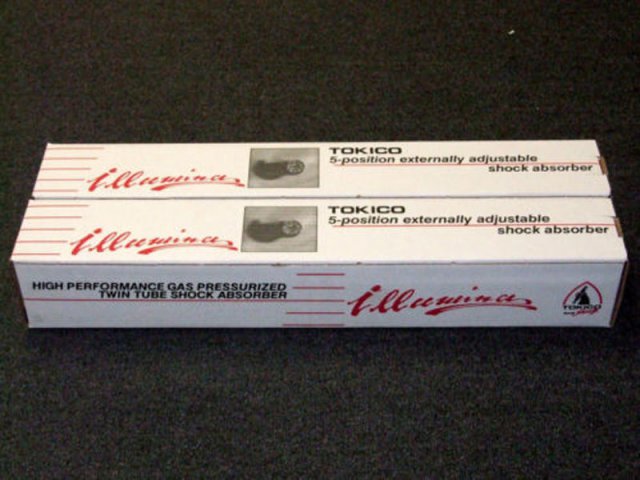 illumina
TOKICO
5-position externally adjustable
shock absorber
illumina
TOKICO
5-position externally adjustable
shock absorber
HIGH PERFORMANCE GAS PRESSURIZED
TWIN TUBE SHOCK ABSORBER
illumina
TOKICO